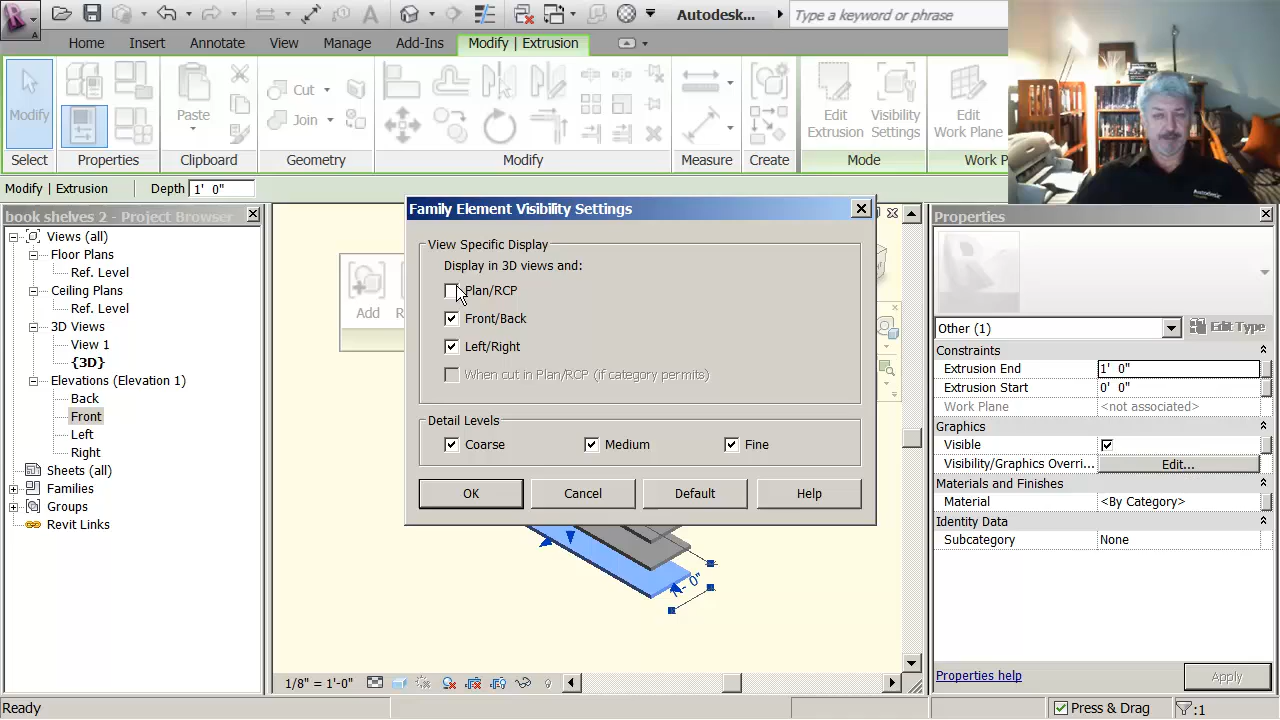 Autodesk...
Type a keyword or phrase
Home
Insert
Annotate
View
Manage
Add-Ins
Modify | Extrusion
Modify
Paste
Cut
Join
Edit
Extrusion
Visibility
Settings
Edit
Work Plane
Select
Properties
Clipboard
Geometry
Modify
Measure
Create
Mode
Work P
Modify | Extrusion
Depth
1' 0"
book shelves 2 - Project Browser
Views (all)
Floor Plans
Ref. Level
Ceiling Plans
Ref. Level
3D Views
View 1
{3D}
Elevations (Elevation 1)
Back
Front
Left
Right
Sheets (all)
Families
Groups
Revit Links
Add
Family Element Visibility Settings
View Specific Display
Display in 3D views and:
Plan/RCP
Front/Back
Left/Right
When cut in Plan/RCP (if category permits)
Detail Levels
Coarse
Medium
Fine
OK
Cancel
Default
Help
Properties
Other (1)
Edit Type
Constraints
Extrusion End
1' 0"
Extrusion Start
0' 0"
Work Plane
<not associated>
Graphics
Visible
Visibility/Graphics Overri...
Edit...
Materials and Finishes
Material
<By Category>
Identity Data
Subcategory
None
Properties help
Apply
1/8" = 1'-0"
Ready
Press & Drag
:1